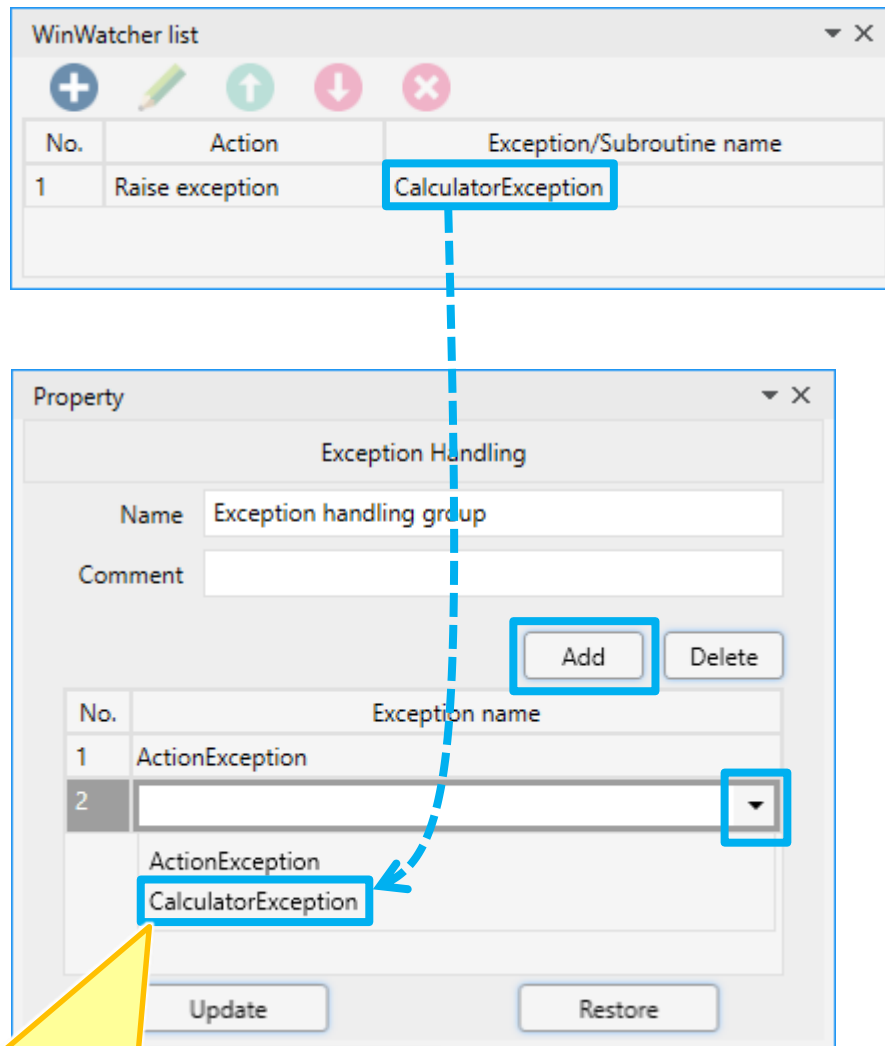 WinWatcher list
No. Action Exception/Subroutine name
1 Raise exception CalculatorException
Property
Exception Handling
Name Exception handling group
Comment
Add Delete
No. Exception name
1 ActionException
2
ActionException
CalculatorException
Update Restore